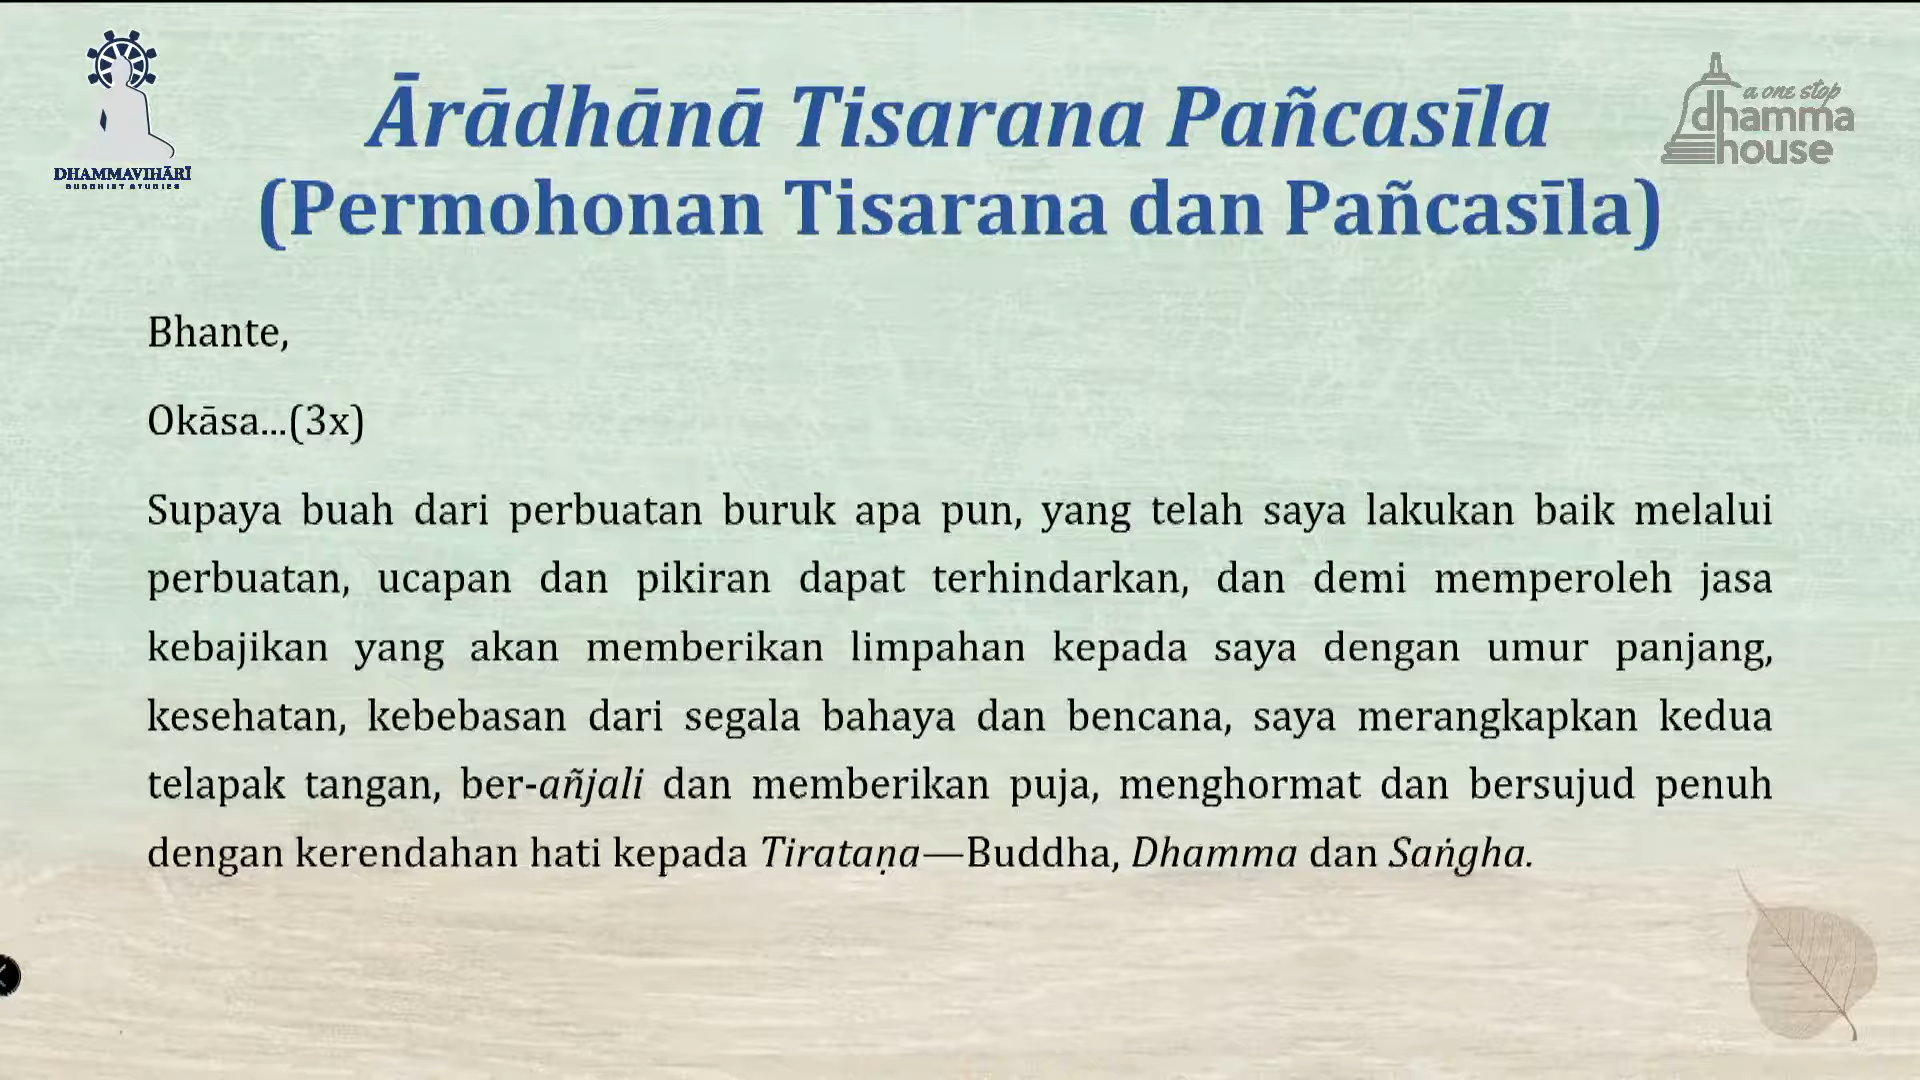 DHAMMAVIHĀRĪ
BUDDHIST STUDIES
Ārādhānā Tisarana Pañcasīla
(Permohonan Tisarana dan Pañcasīla)
a one stop
dhamma
house
Bhante,
Okāsa...(3x)
Supaya buah dari perbuatan buruk apa pun, yang telah saya lakukan baik melalui
perbuatan, ucapan dan pikiran dapat terhindarkan, dan demi memperoleh jasa
kebajikan yang akan memberikan limpahan kepada saya dengan umur panjang,
kesehatan, kebebasan dari segala bahaya dan bencana, saya merangkapkan kedua
telapak tangan, ber-añjali dan memberikan puja, menghormat dan bersujud penuh
dengan kerendahan hati kepada Tirataṇa—Buddha, Dhamma dan Saṅgha.